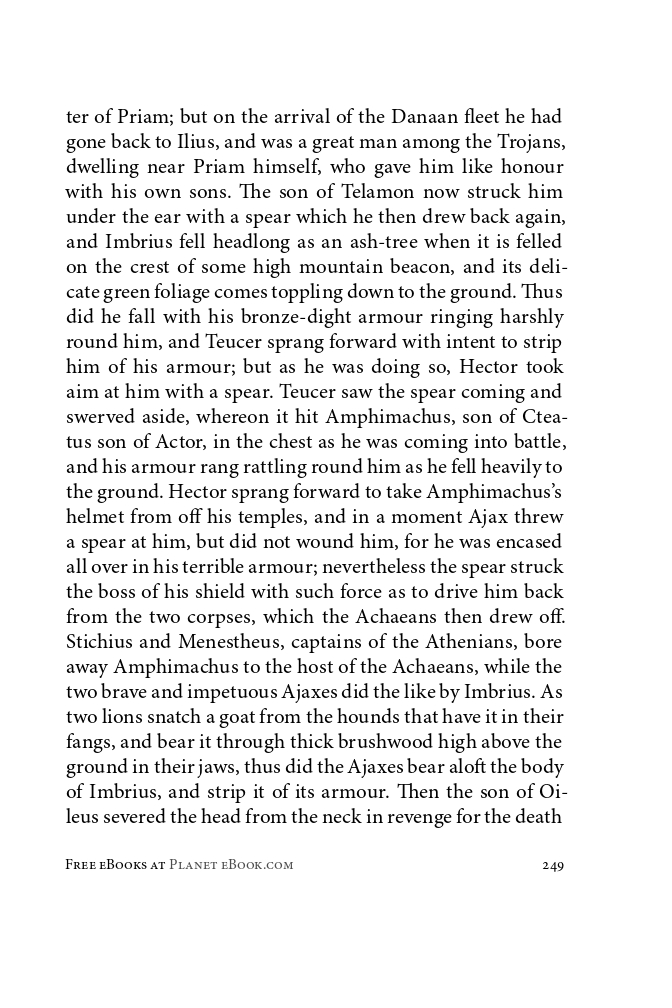 ter of Priam; but on the arrival of the Danaan fleet he had
gone back to Ilius, and was a great man among the Trojans,
dwelling near Priam himself, who gave him like honour
with his own sons. The son of Telamon now struck him
under the ear with a spear which he then drew back again,
and Imbrius fell headlong as an ash-tree when it is felled
on the crest of some high mountain beacon, and its deli-
cate green foliage comes toppling down to the ground. Thus
did he fall with his bronze-dight armour ringing harshly
round him, and Teucer sprang forward with intent to strip
him of his armour; but as he was doing so, Hector took
aim at him with a spear. Teucer saw the spear coming and
swerved aside, whereon it hit Amphimachus, son of Ctea-
tus son of Actor, in the chest as he was coming into battle,
and his armour rang rattling round him as he fell heavily to
the ground. Hector sprang forward to take Amphimachus’s
helmet from off his temples, and in a moment Ajax threw
a spear at him, but did not wound him, for he was encased
all over in his terrible armour; nevertheless the spear struck
the boss of his shield with such force as to drive him back
from the two corpses, which the Achaeans then drew off.
Stichius and Menestheus, captains of the Athenians, bore
away Amphimachus to the host of the Achaeans, while the
two brave and impetuous Ajaxes did the like by Imbrius. As
two lions snatch a goat from the hounds that have it in their
fangs, and bear it through thick brushwood high above the
ground in their jaws, thus did the Ajaxes bear aloft the body
of Imbrius, and strip it of its armour. Then the son of Oi-
leus severed the head from the neck in revenge for the death
Free eBooks at Planet eBook.com 249